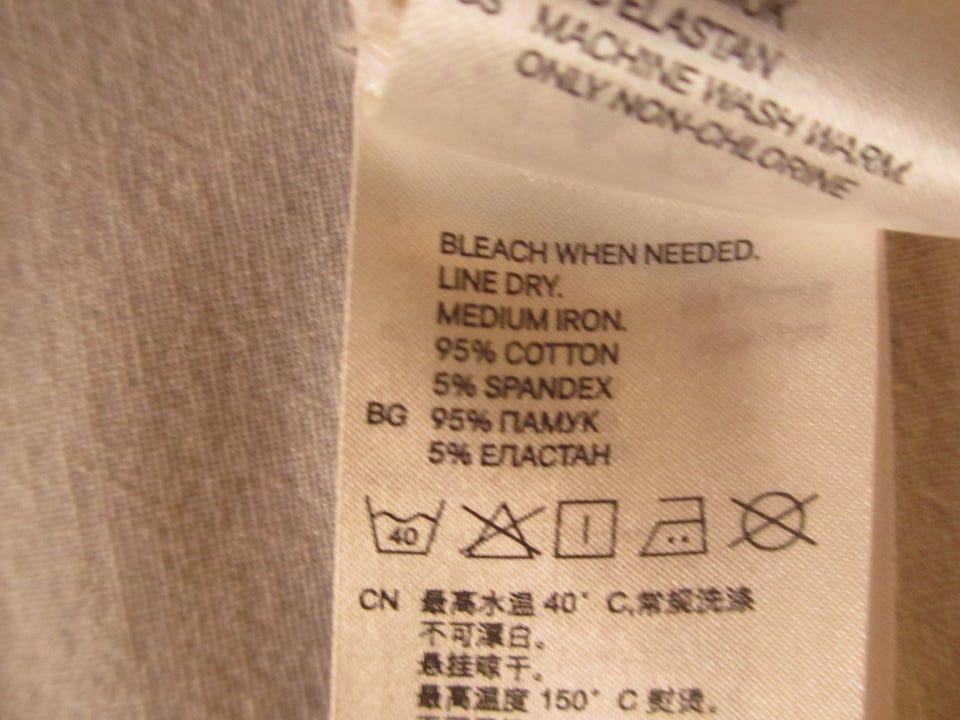 ELASTAN
MACHINE WASH WARM.
ONLY NON-CHLORINE
BLEACH WHEN NEEDED.
LINE DRY.
MEDIUM IRON.
95% COTTON
5% SPANDEX
BG 95% ПАМУК
5% ЕЛАСТАН
40
CN 最高水温 40° C,常规洗涤
不可漂白。
悬挂晾干。
最高温度 150° C 熨烫。